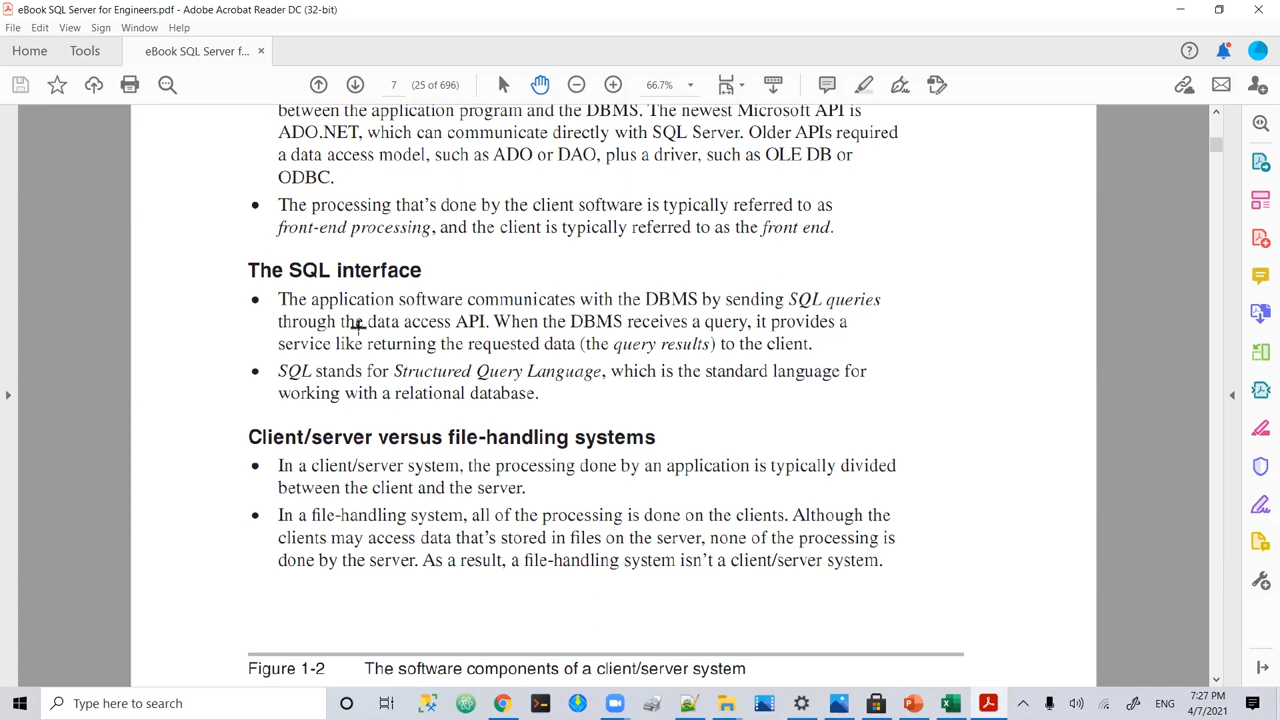 eBook SQL Server for Engineers.pdf - Adobe Acrobat Reader DC (32-bit)
File Edit View Sign Window Help
Home Tools eBook SQL Server f... ×
7 (25 of 696) 66.7%
between the application program and the DBMS. The newest Microsoft API is
ADO.NET, which can communicate directly with SQL Server. Older APIs required
a data access model, such as ADO or DAO, plus a driver, such as OLE DB or
ODBC.
• The processing that's done by the client software is typically referred to as
front-end processing, and the client is typically referred to as the front end.
The SQL interface
• The application software communicates with the DBMS by sending SQL queries
through the data access API. When the DBMS receives a query, it provides a
service like returning the requested data (the query results) to the client.
• SQL stands for Structured Query Language, which is the standard language for
working with a relational database.
Client/server versus file-handling systems
• In a client/server system, the processing done by an application is typically divided
between the client and the server.
• In a file-handling system, all of the processing is done on the clients. Although the
clients may access data that's stored in files on the server, none of the processing is
done by the server. As a result, a file-handling system isn't a client/server system.
Figure 1-2 The software components of a client/server system
Type here to search
ENG
7:27 PM
4/7/2021